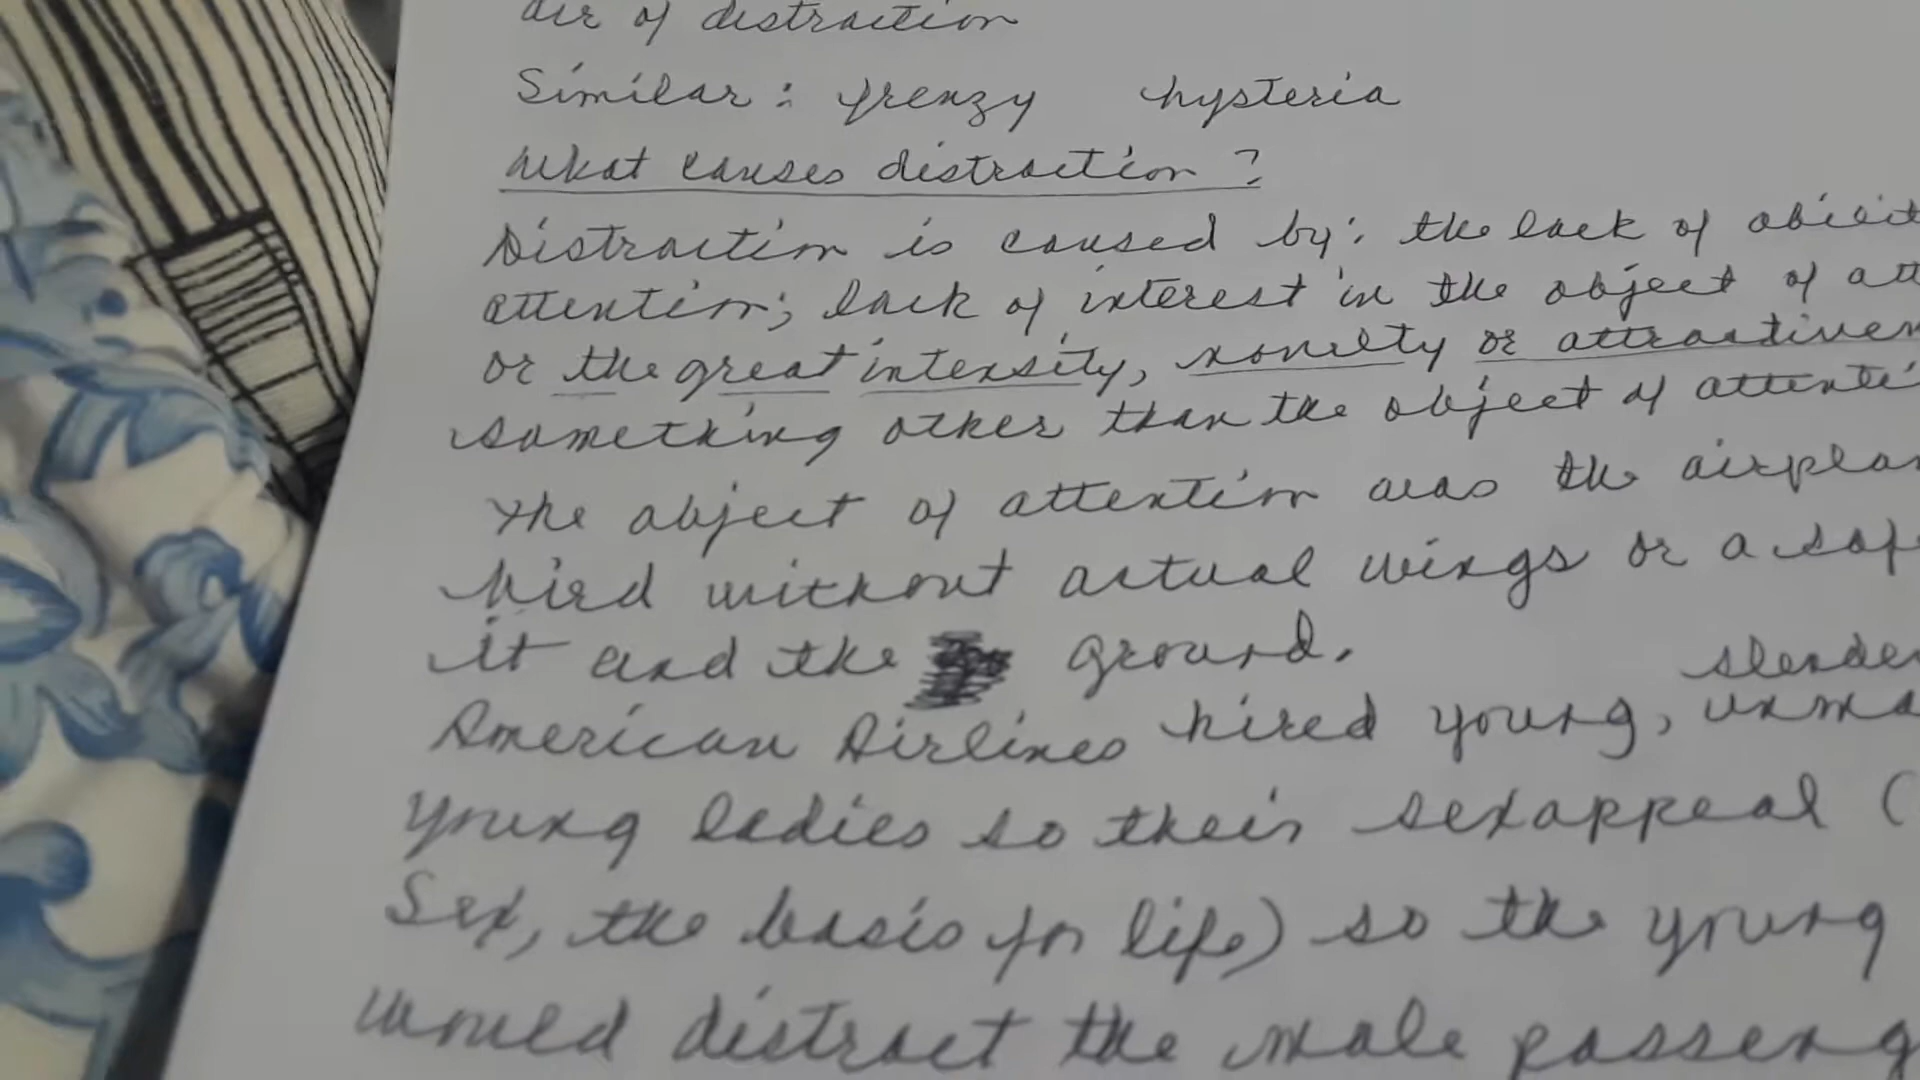 air of distraction
Similar: frenzy hysteria
What causes distraction?
Distraction is caused by: the lack of
attention; lack of interest in the object of
or the great intensity, novelty or
something other than the object of
The object of attention was the
bird without actual wings or a
it and the ground.
slender
American Airlines hired young,
young ladies so their sexappeal (
Sex, the basis for life) so the young
would distract the male